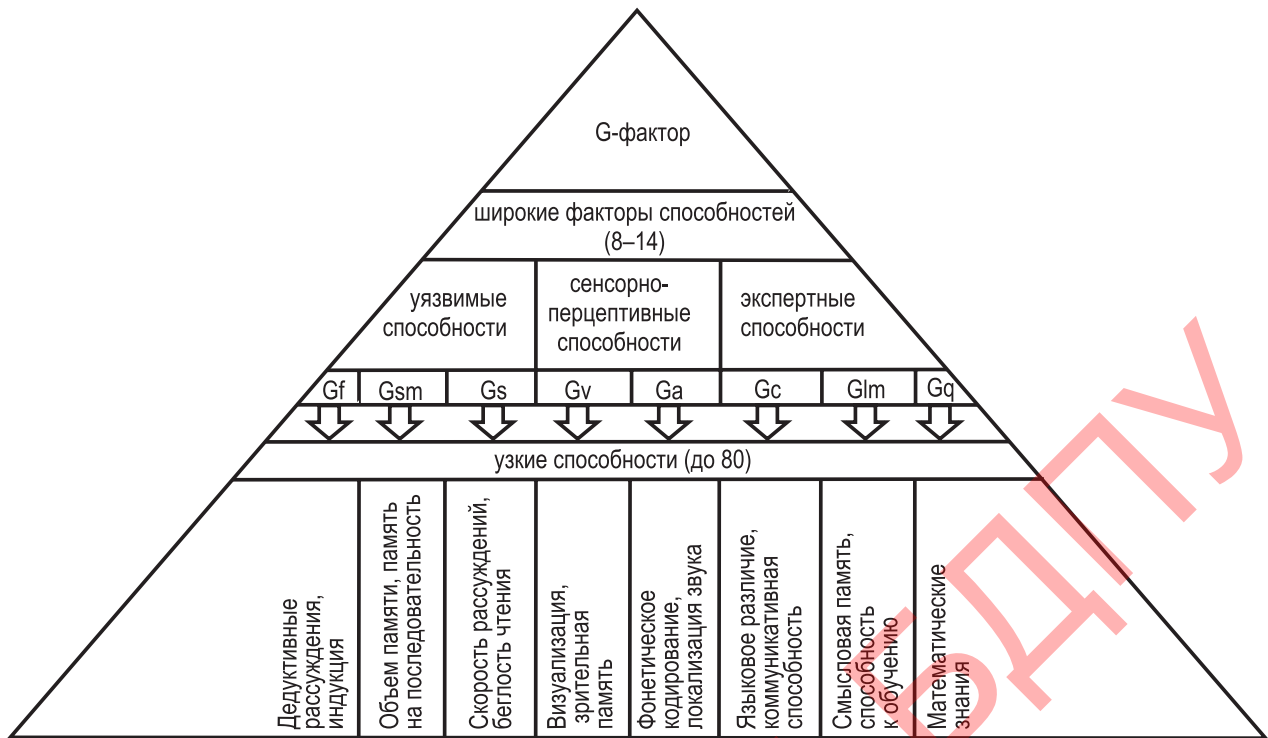 G-фактор
широкие факторы способностей
(8–14)
уязвимые
способности
сенсорно-
перцептивные
способности
экспертные
способности
Gf
Gsm
Gs
Gv
Ga
Gc
Glm
Gq
узкие способности (до 80)
Дедуктивные
рассуждения,
индукция
Объем памяти, память
на последовательность
Скорость рассуждений,
беглость чтения
Визуализация,
зрительная
память
Фонетическое
кодирование,
локализация звука
Языковое различие,
коммуникативная
способность
Смысловая память,
способность
к обучению
Математические
знания
БДПУ